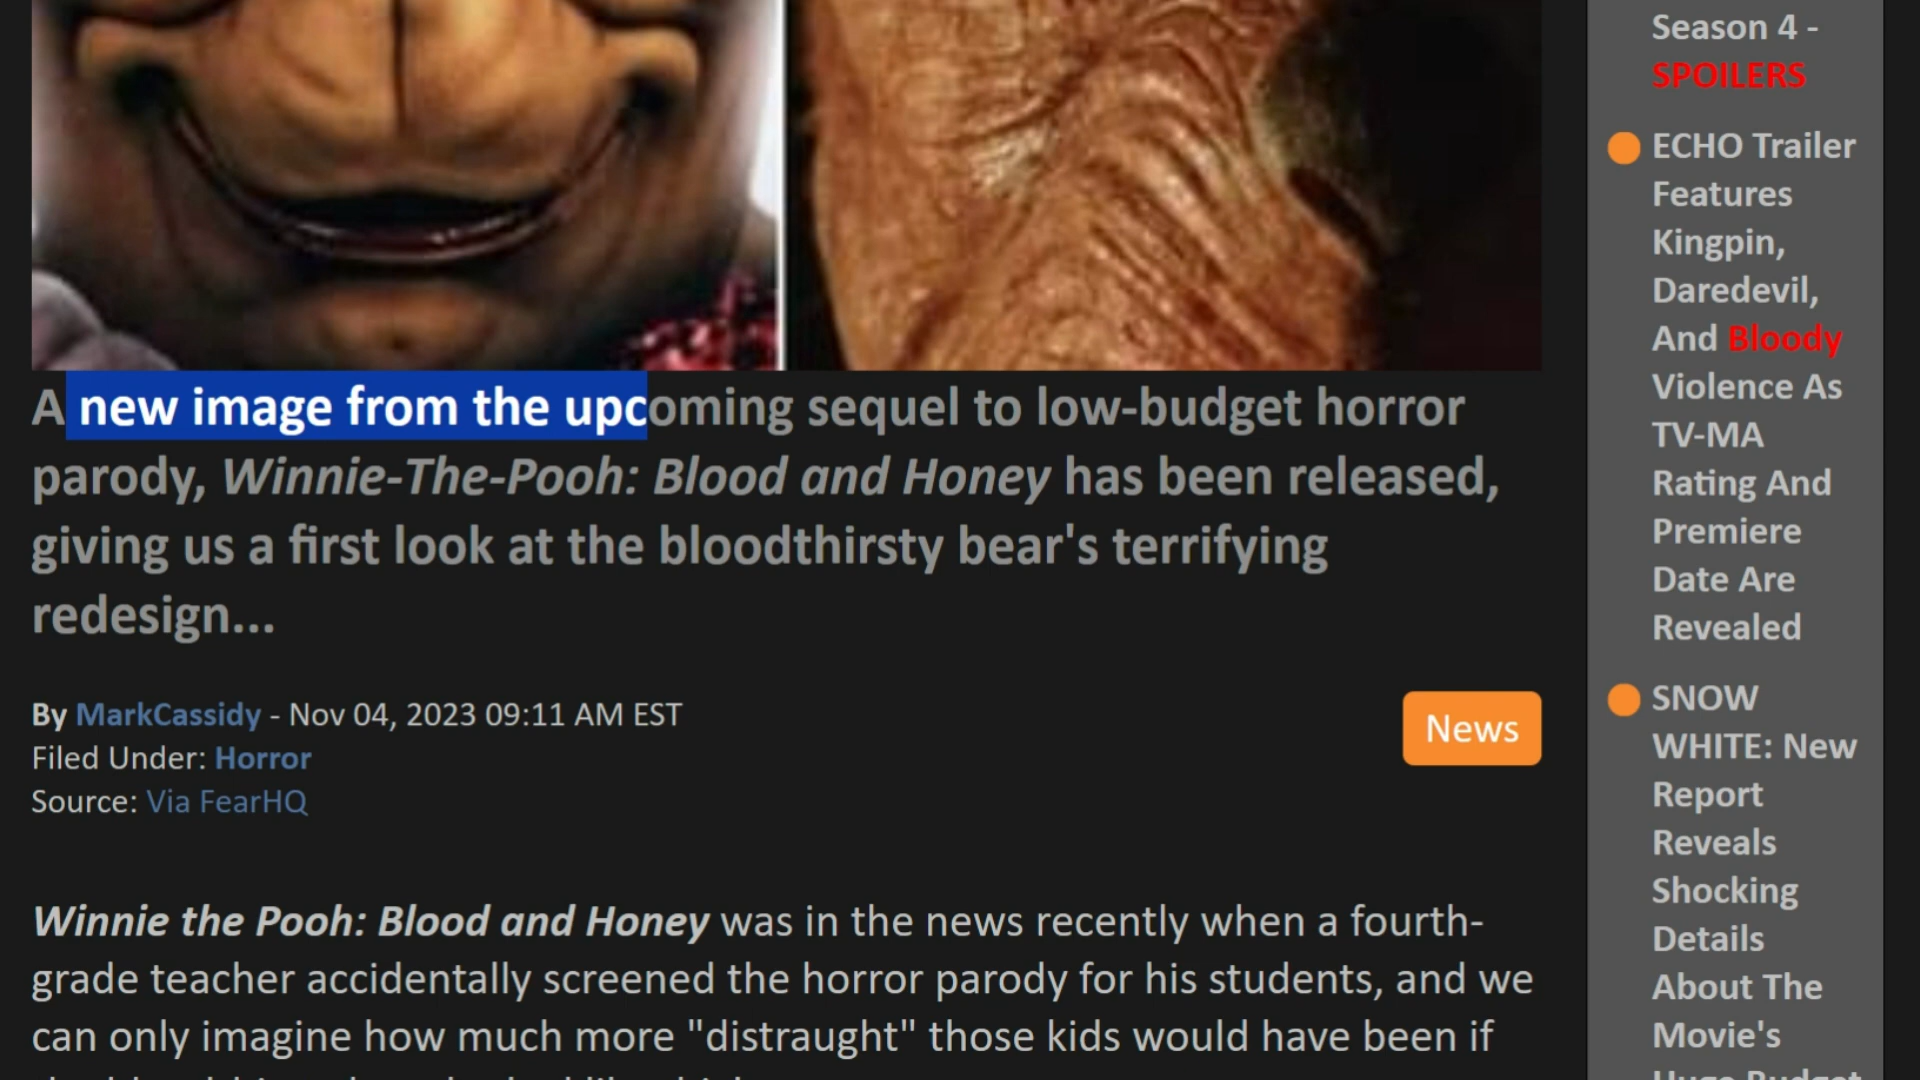 A new image from the upcoming sequel to low-budget horror
parody, Winnie-The-Pooh: Blood and Honey has been released,
giving us a first look at the bloodthirsty bear's terrifying
redesign...
By MarkCassidy - Nov 04, 2023 09:11 AM EST
Filed Under: Horror
Source: Via FearHQ
News
Winnie the Pooh: Blood and Honey was in the news recently when a fourth-
grade teacher accidentally screened the horror parody for his students, and we
can only imagine how much more "distraught" those kids would have been if
Season 4 -
SPOILERS
ECHO Trailer
Features
Kingpin,
Daredevil,
And Bloody
Violence As
TV-MA
Rating And
Premiere
Date Are
Revealed
SNOW
WHITE: New
Report
Reveals
Shocking
Details
About The
Movie's
Huge Budget